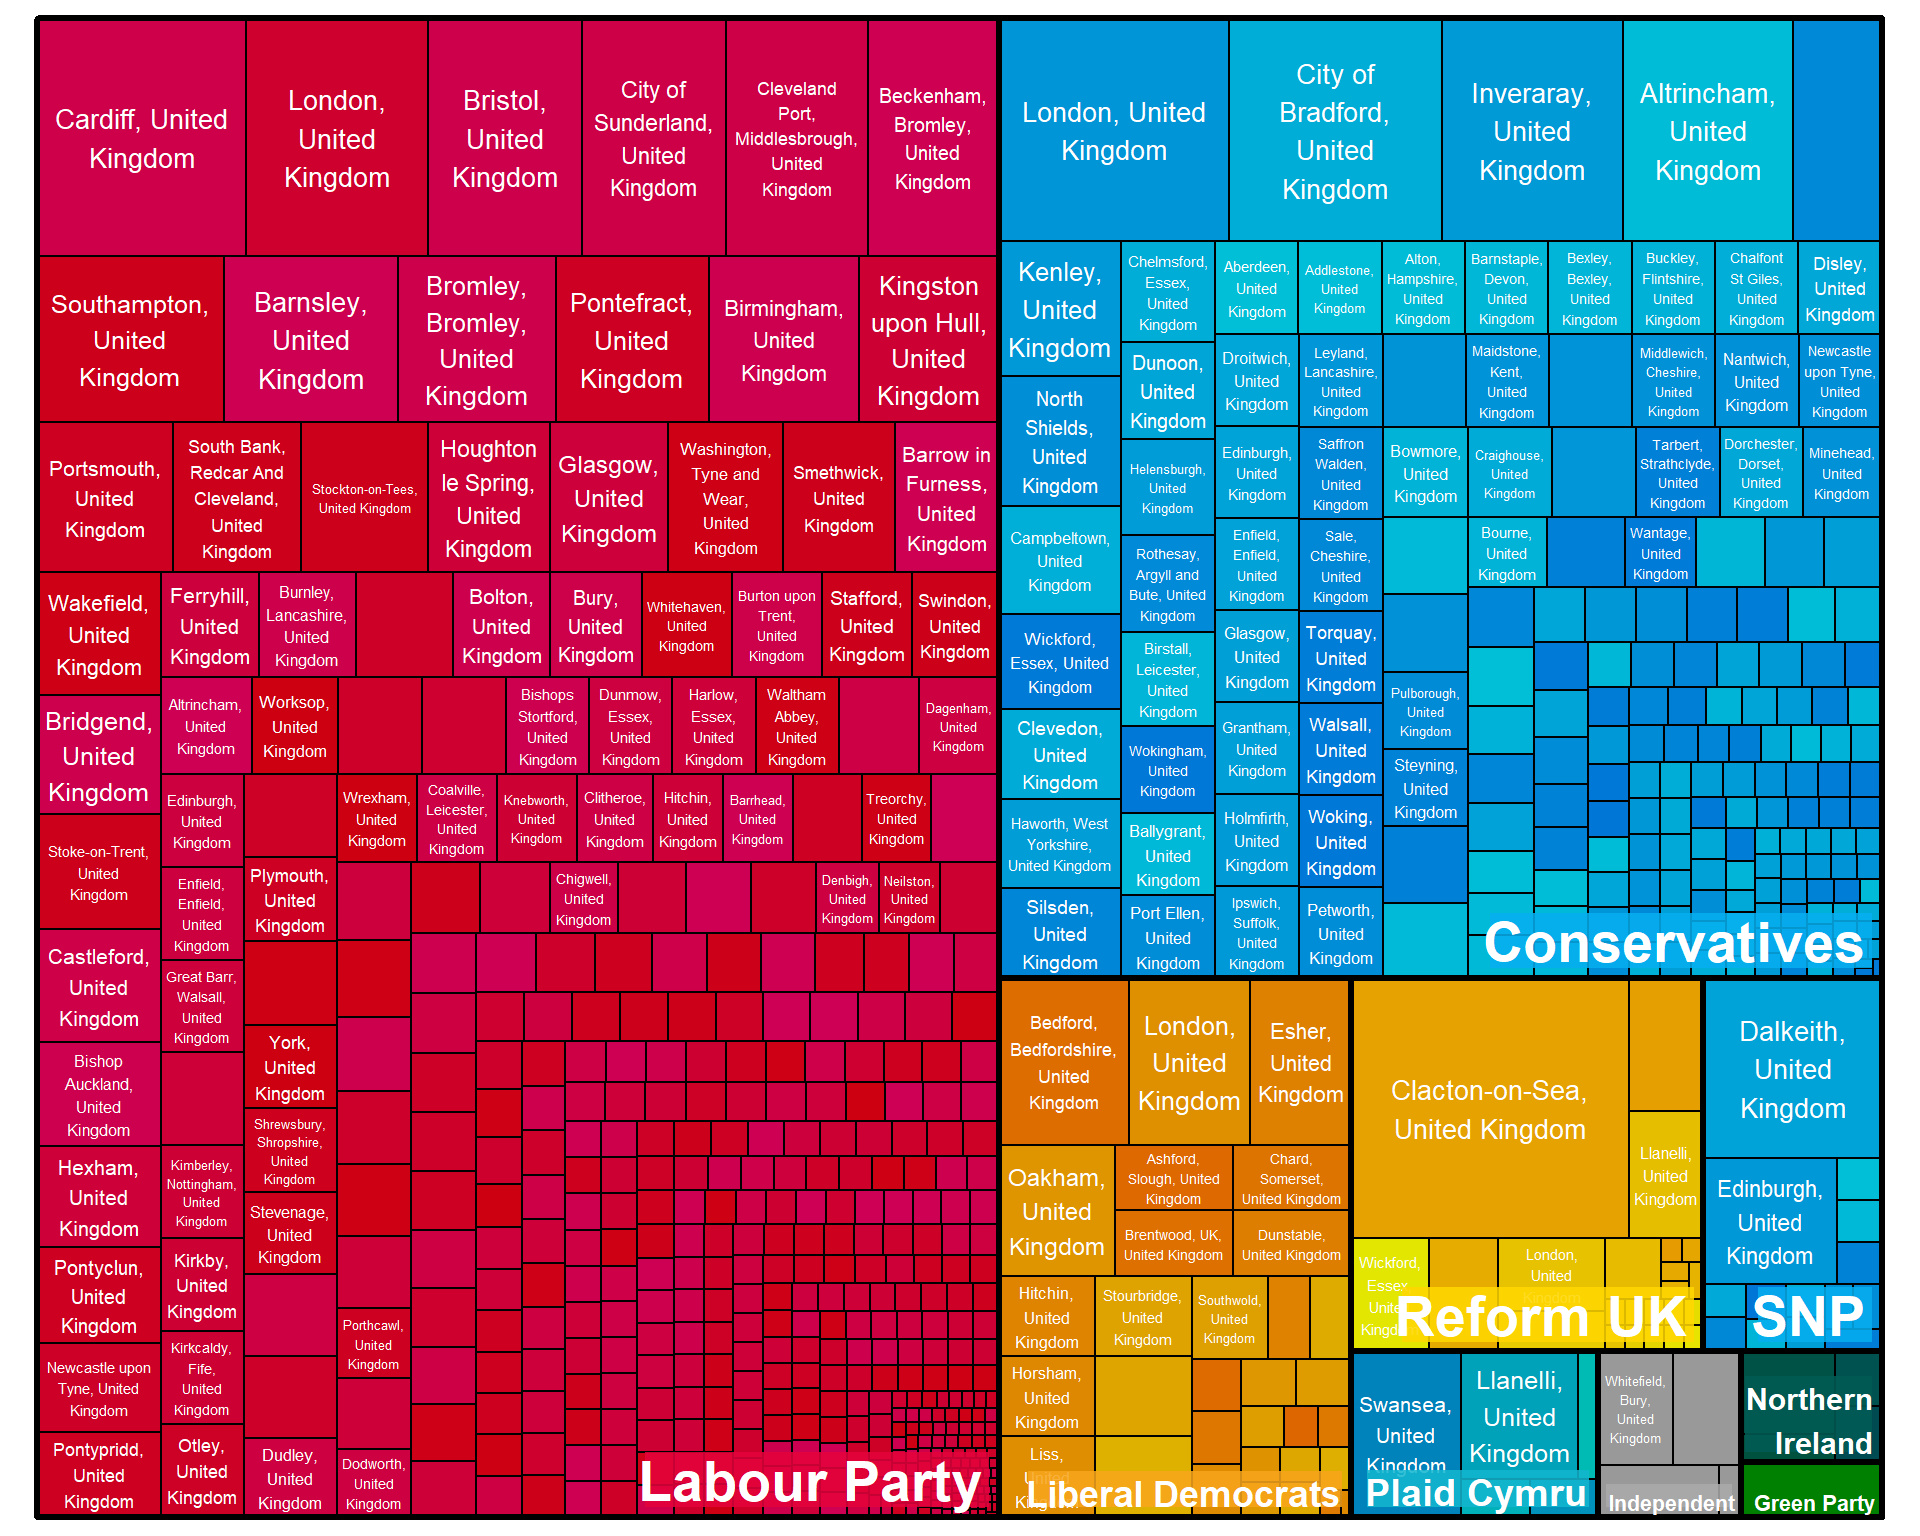 Cardiff, United
Kingdom
London,
United
Kingdom
Bristol,
United
Kingdom
City of
Sunderland,
United
Kingdom
Cleveland
Port,
Middlesbrough,
United
Kingdom
Beckenham,
Bromley,
United
Kingdom
Southampton,
United
Kingdom
Barnsley,
United
Kingdom
Bromley,
Bromley,
United
Kingdom
Pontefract,
United
Kingdom
Birmingham,
United
Kingdom
Kingston
upon Hull,
United
Kingdom
Portsmouth,
United
Kingdom
South Bank,
Redcar And
Cleveland,
United
Kingdom
Stockton-on-Tees,
United Kingdom
Houghton
le Spring,
United
Kingdom
Glasgow,
United
Kingdom
Washington,
Tyne and
Wear,
United
Kingdom
Smethwick,
United
Kingdom
Barrow in
Furness,
United
Kingdom
Wakefield,
United
Kingdom
Ferryhill,
United
Kingdom
Burnley,
Lancashire,
United
Kingdom
Bolton,
United
Kingdom
Bury,
United
Kingdom
Whitehaven,
United
Kingdom
Burton upon
Trent,
United
Kingdom
Stafford,
United
Kingdom
Swindon,
United
Kingdom
Bridgend,
United
Kingdom
Altrincham,
United
Kingdom
Worksop,
United
Kingdom
Bishops
Stortford,
United
Kingdom
Dunmow,
Essex,
United
Kingdom
Harlow,
Essex,
United
Kingdom
Waltham
Abbey,
United
Kingdom
Dagenham,
United
Kingdom
Stoke-on-Trent,
United
Kingdom
Edinburgh,
United
Kingdom
Wrexham,
United
Kingdom
Coalville,
Leicester,
United
Kingdom
Knebworth,
United
Kingdom
Clitheroe,
United
Kingdom
Hitchin,
United
Kingdom
Barrhead,
United
Kingdom
Treorchy,
United
Kingdom
Enfield,
Enfield,
United
Kingdom
Plymouth,
United
Kingdom
Chigwell,
United
Kingdom
Denbigh,
United
Kingdom
Neilston,
United
Kingdom
Castleford,
United
Kingdom
Great Barr,
Walsall,
United
Kingdom
York,
United
Kingdom
Bishop
Auckland,
United
Kingdom
Shrewsbury,
Shropshire,
United
Kingdom
Hexham,
United
Kingdom
Kimberley,
Nottingham,
United
Kingdom
Stevenage,
United
Kingdom
Pontyclun,
United
Kingdom
Kirkby,
United
Kingdom
Porthcawl,
United
Kingdom
Newcastle upon
Tyne, United
Kingdom
Kirkcaldy,
Fife,
United
Kingdom
Pontypridd,
United
Kingdom
Otley,
United
Kingdom
Dudley,
United
Kingdom
Dodworth,
United
Kingdom
Labour Party
London, United
Kingdom
City of
Bradford,
United
Kingdom
Inveraray,
United
Kingdom
Altrincham,
United
Kingdom
Kenley,
United
Kingdom
Chelmsford,
Essex,
United
Kingdom
Aberdeen,
United
Kingdom
Addlestone,
United
Kingdom
Alton,
Hampshire,
United
Kingdom
Barnstaple,
Devon,
United
Kingdom
Bexley,
Bexley,
United
Kingdom
Buckley,
Flintshire,
United
Kingdom
Chalfont
St Giles,
United
Kingdom
Disley,
United
Kingdom
Dunoon,
United
Kingdom
Droitwich,
United
Kingdom
Leyland,
Lancashire,
United
Kingdom
Maidstone,
Kent,
United
Kingdom
Middlewich,
Cheshire,
United
Kingdom
Nantwich,
United
Kingdom
Newcastle
upon Tyne,
United
Kingdom
North
Shields,
United
Kingdom
Helensburgh,
United
Kingdom
Edinburgh,
United
Kingdom
Saffron
Walden,
United
Kingdom
Bowmore,
United
Kingdom
Craighouse,
United
Kingdom
Tarbert,
Strathclyde,
United
Kingdom
Dorchester,
Dorset,
United
Kingdom
Minehead,
United
Kingdom
Campbeltown,
United
Kingdom
Rothesay,
Argyll and
Bute, United
Kingdom
Enfield,
Enfield,
United
Kingdom
Sale,
Cheshire,
United
Kingdom
Bourne,
United
Kingdom
Wantage,
United
Kingdom
Wickford,
Essex, United
Kingdom
Birstall,
Leicester,
United
Kingdom
Glasgow,
United
Kingdom
Torquay,
United
Kingdom
Pulborough,
United
Kingdom
Clevedon,
United
Kingdom
Wokingham,
United
Kingdom
Grantham,
United
Kingdom
Walsall,
United
Kingdom
Steyning,
United
Kingdom
Haworth, West
Yorkshire,
United Kingdom
Ballygrant,
United
Kingdom
Holmfirth,
United
Kingdom
Woking,
United
Kingdom
Silsden,
United
Kingdom
Port Ellen,
United
Kingdom
Ipswich,
Suffolk,
United
Kingdom
Petworth,
United
Kingdom
Conservatives
Bedford,
Bedfordshire,
United
Kingdom
London,
United
Kingdom
Esher,
United
Kingdom
Oakham,
United
Kingdom
Ashford,
Slough, United
Kingdom
Chard,
Somerset,
United Kingdom
Brentwood, UK,
United Kingdom
Dunstable,
United Kingdom
Hitchin,
United
Kingdom
Stourbridge,
United
Kingdom
Southwold,
United
Kingdom
Horsham,
United
Kingdom
Liss,
United
Kingdom
Liberal Democrats
Clacton-on-Sea,
United Kingdom
Llanelli,
United
Kingdom
Wickford,
Essex,
United
Kingdom
London,
United
Kingdom
Reform UK
Dalkeith,
United
Kingdom
Edinburgh,
United
Kingdom
SNP
Swansea,
United
Kingdom
Llanelli,
United
Kingdom
Plaid Cymru
Whitefield,
Bury,
United
Kingdom
Independent
Northern
Ireland
Green Party